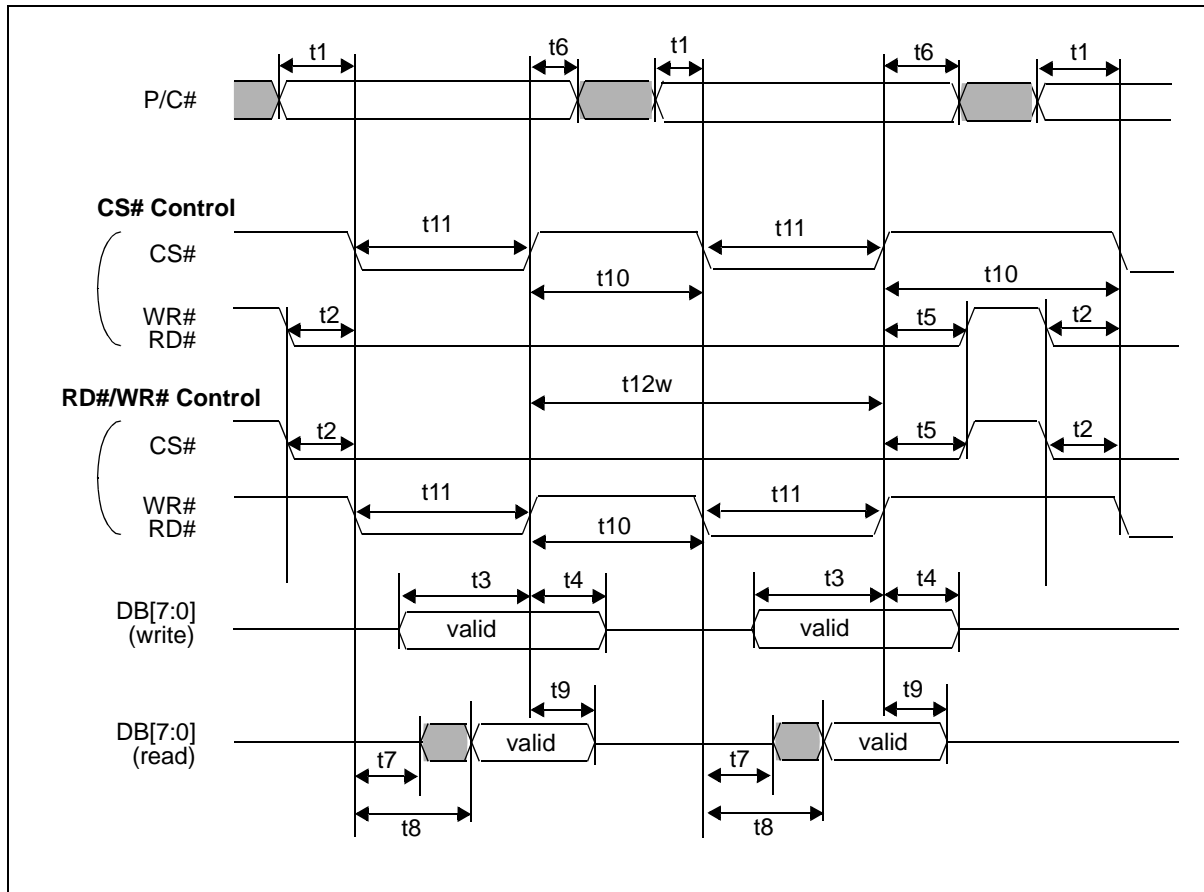 t1 t6 t1 t6 t1
P/C#
CS# Control
t11 t11
CS#
t10 t10
WR#
RD#
t2 t5 t2
t12w
RD#/WR# Control
t2 t5 t2
CS#
t11 t11
WR#
RD#
t10
t3 t4 t3 t4
DB[7:0]
(write)
valid valid
t9 t9
DB[7:0]
(read)
valid valid
t7 t7
t8 t8